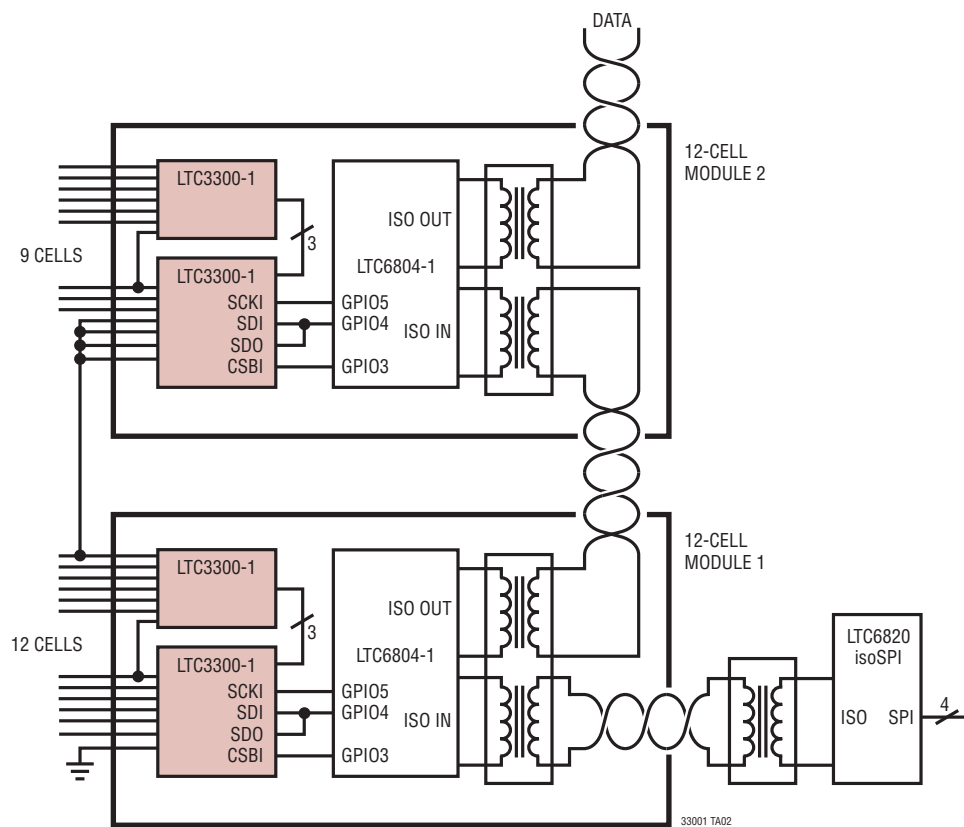 DATA
12-CELL
MODULE 2
LTC3300-1
3
ISO OUT
9 CELLS
LTC3300-1
LTC6804-1
SCKI
GPIO5
SDI
GPIO4
ISO IN
SDO
CSBI
GPIO3
12-CELL
MODULE 1
LTC3300-1
3
ISO OUT
12 CELLS
LTC3300-1
LTC6804-1
SCKI
GPIO5
SDI
GPIO4
ISO IN
SDO
CSBI
GPIO3
LTC6820
isoSPI
ISO
SPI
4
33001 TA02